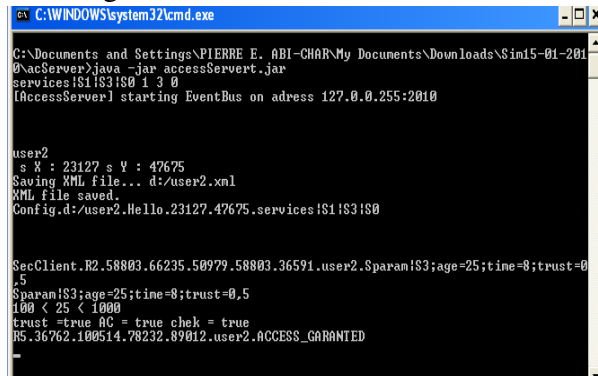 C:\WINDOWS\system32\cmd.exe
C:\Documents and Settings\PIERRE E. ABI-CHAR\My Documents\Downloads\Sim15-01-201
0\acServer>java -jar accessServert.jar
services|S1|S3|S0 1 3 0
[AccessServer] starting EventBus on adress 127.0.0.255:2010
user2
s X : 23127 s Y : 47675
Saving XML file... d:/user2.xml
XML file saved.
Config.d:/user2.Hello.23127.47675.services|S1|S3|S0
SecClient.R2.58803.66235.50979.58803.36591.user2.Sparam|S3;age=25;time=8;trust=0
,5
Sparam|S3;age=25;time=8;trust=0,5
100 < 25 < 1000
trust =true AC = true chek = true
R5.36762.100514.78232.89012.user2.ACCESS_GARANTED